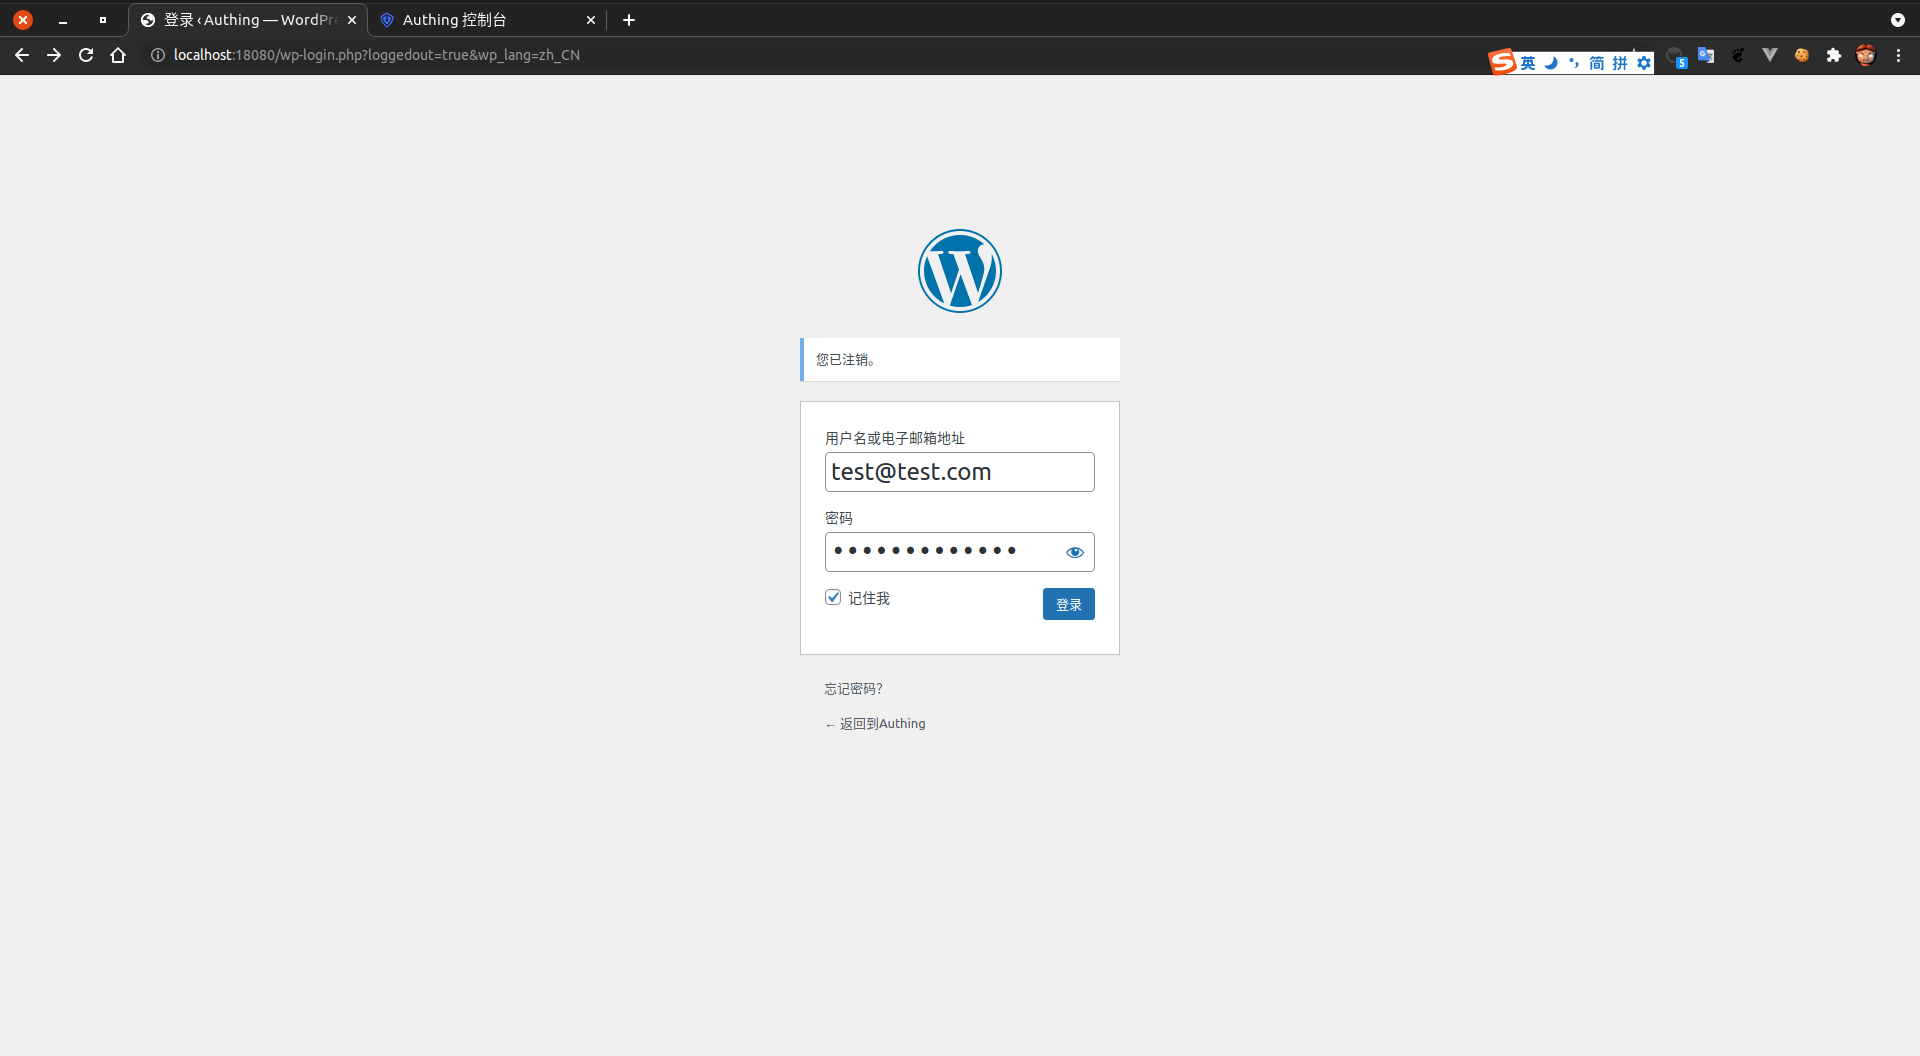 登录 ‹ Authing — WordPre
Authing 控制台
localhost:18080/wp-login.php?loggedout=true&wp_lang=zh_CN
英 简 拼
5
您已注销。
用户名或电子邮箱地址
test@test.com
密码
•••••••••••••
记住我
登录
忘记密码?
← 返回到Authing